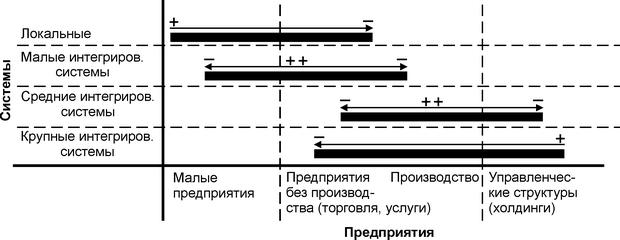 Системы
Локальные
+ –
Малые интегриров.
системы
– ++ –
Средние интегриров.
системы
– ++ –
Крупные интегриров.
системы
– +
Малые
предприятия
Предприятия
без производ-
ства (торговля, услуги)
Производство
Управленчес-
кие структуры
(холдинги)
Предприятия